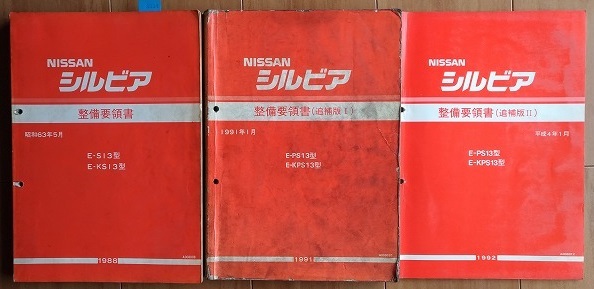 NISSAN
シルビア
整備要領書
昭和63年5月
E-S13型
E-KS13型
1988
NISSAN
シルビア
整備要領書(追補版Ⅰ)
1991年1月
E-PS13型
E-KPS13型
1991
NISSAN
シルビア
整備要領書(追補版Ⅱ)
平成4年1月
E-PS13型
E-KPS13型
1992